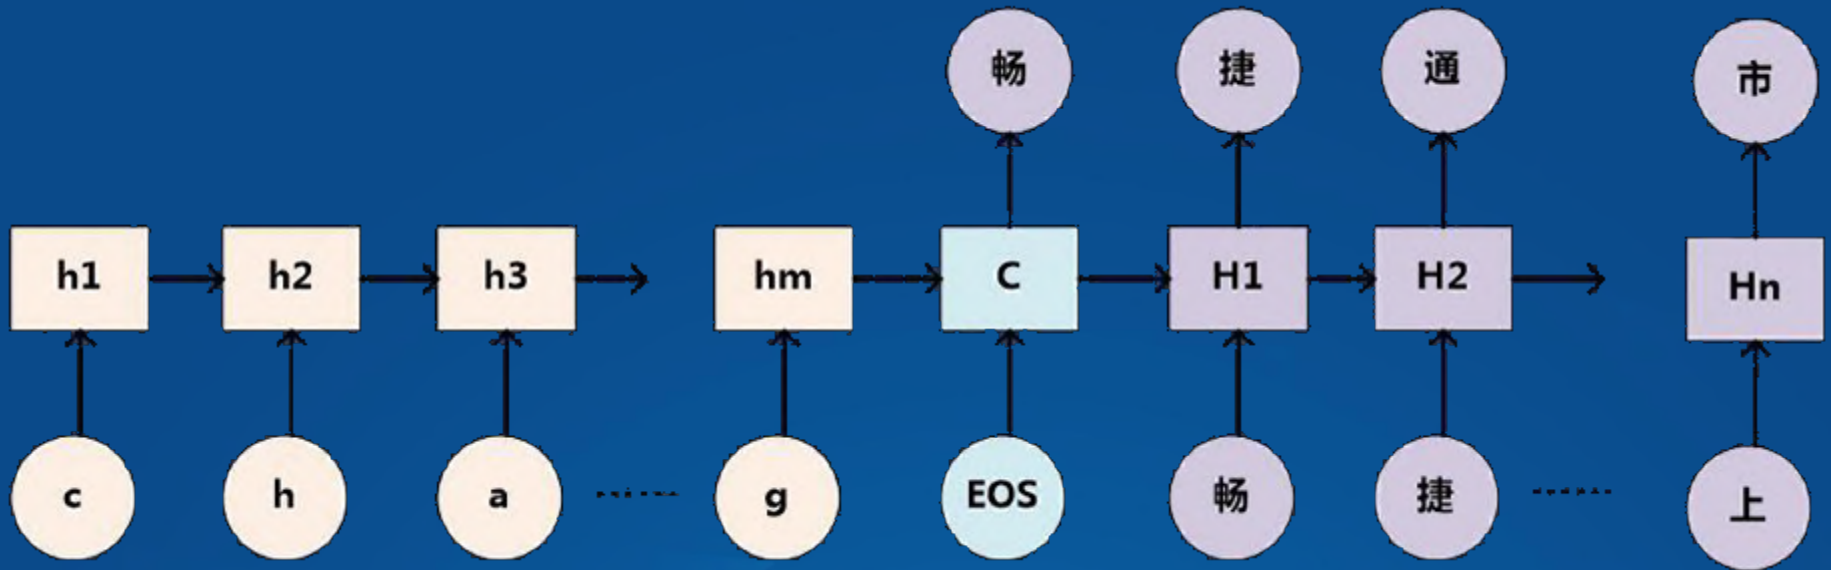 畅 捷 通 市
h1 h2 h3 hm C H1 H2 Hn
c h a g EOS 畅 捷 上